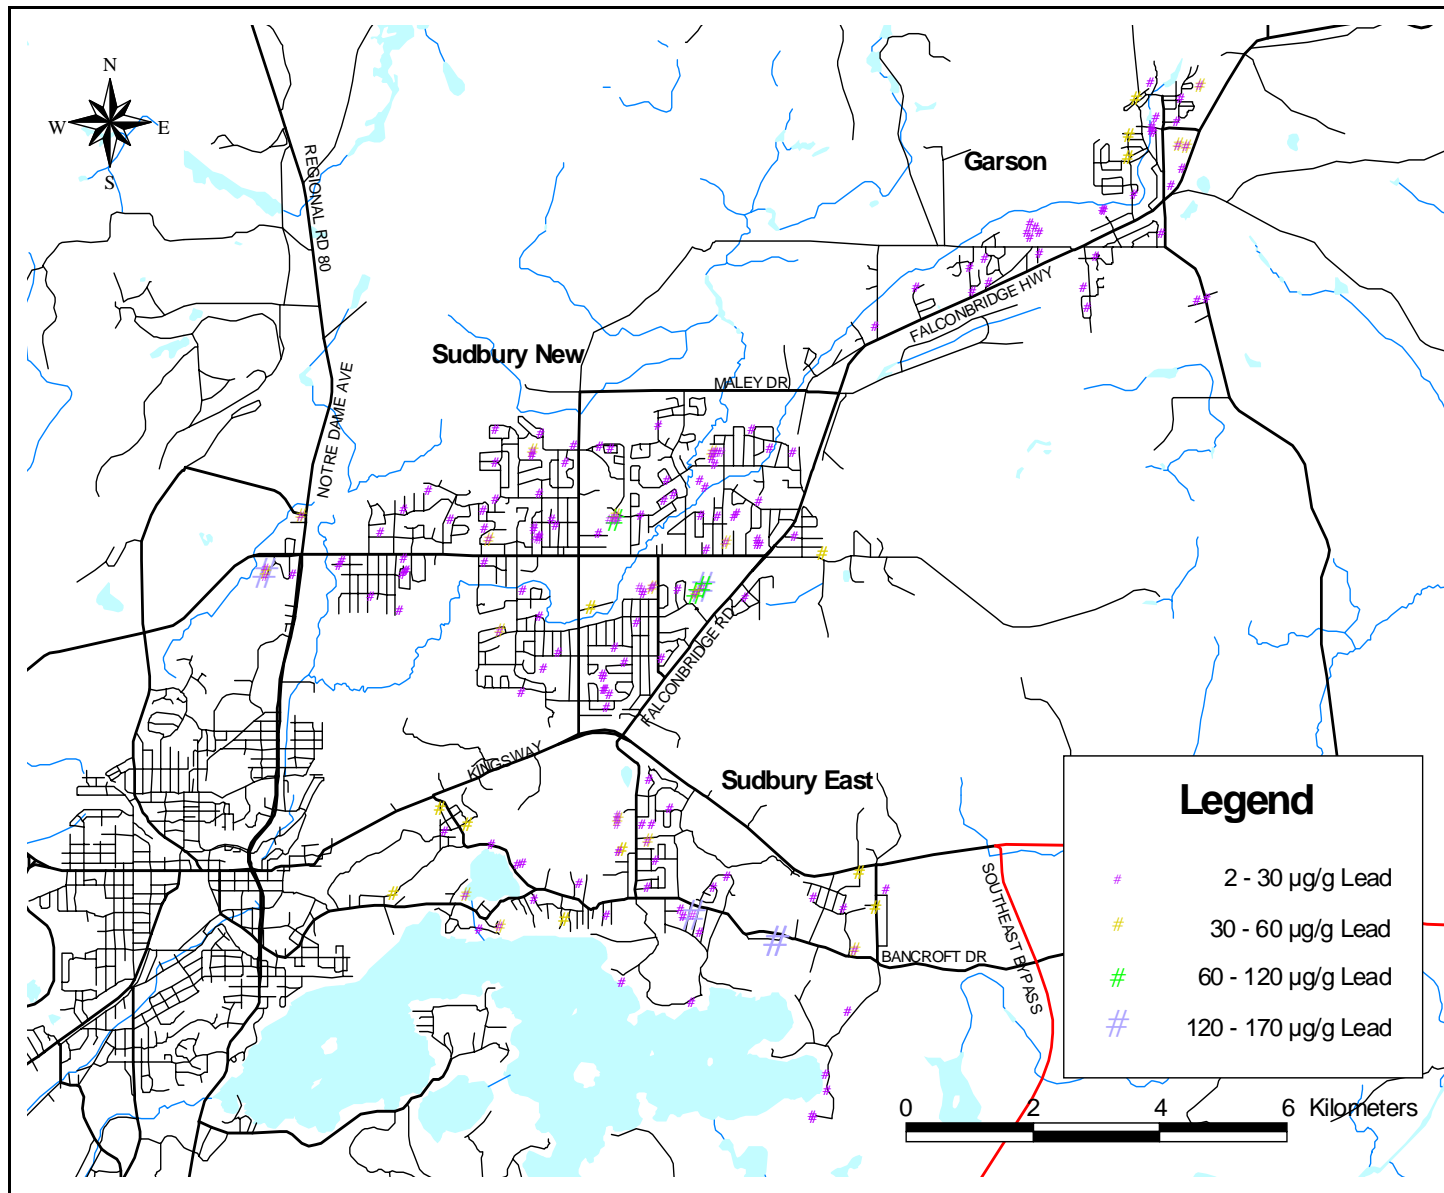 N
W
E
S
REGIONAL RD 80
Garson
FALCONBRIDGE HWY
Sudbury New
MALEY DR
NOTRE DAME AVE
FALCONBRIDGE RD
KINGSWAY
Sudbury East
SOUTHEAST BYPASS
BANCROFT DR
Legend
# 2 - 30 µg/g Lead
# 30 - 60 µg/g Lead
# 60 - 120 µg/g Lead
# 120 - 170 µg/g Lead
0 2 4 6 Kilometers